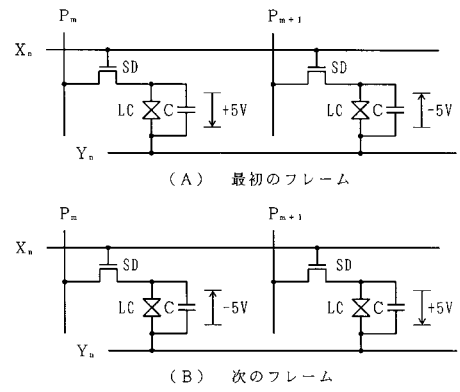 Pm Pm+1
Xn
SD SD
LC C +5V LC C -5V
Yn
(A) 最初のフレーム
Pm Pm+1
Xn
SD SD
LC C -5V LC C +5V
Yn
(B) 次のフレーム